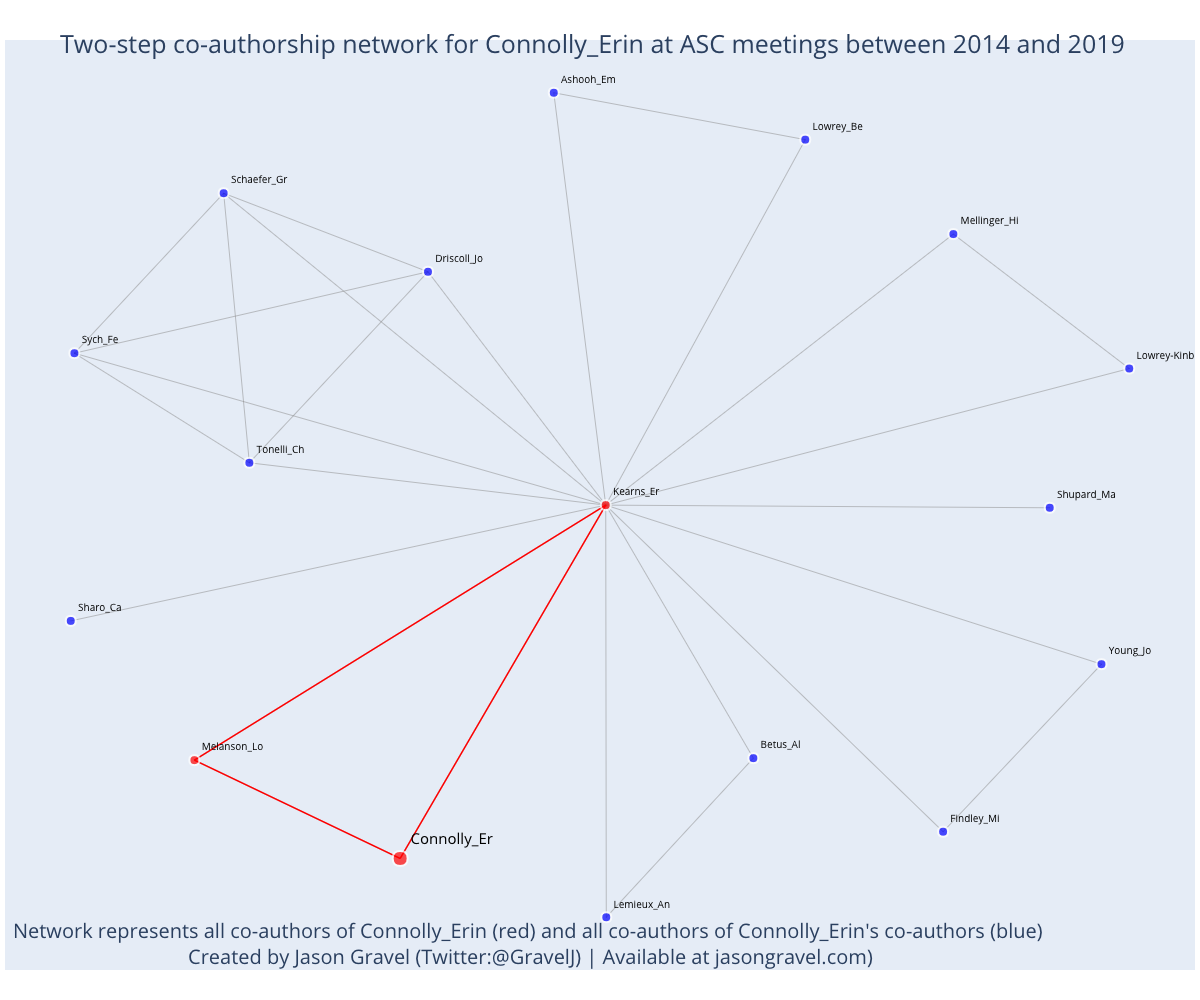 Two-step co-authorship network for Connolly_Erin at ASC meetings between 2014 and 2019
Ashooh_Em
Lowrey_Be
Schaefer_Gr
Mellinger_Hi
Driscoll_Jo
Sych_Fe
Lowrey-Kinb
Tonelli_Ch
Kearns_Er
Shupard_Ma
Sharo_Ca
Young_Jo
Melanson_Lo
Betus_Al
Findley_Mi
Connolly_Er
Lemieux_An
Network represents all co-authors of Connolly_Erin (red) and all co-authors of Connolly_Erin's co-authors (blue)
Created by Jason Gravel (Twitter:@GravelJ) | Available at jasongravel.com)